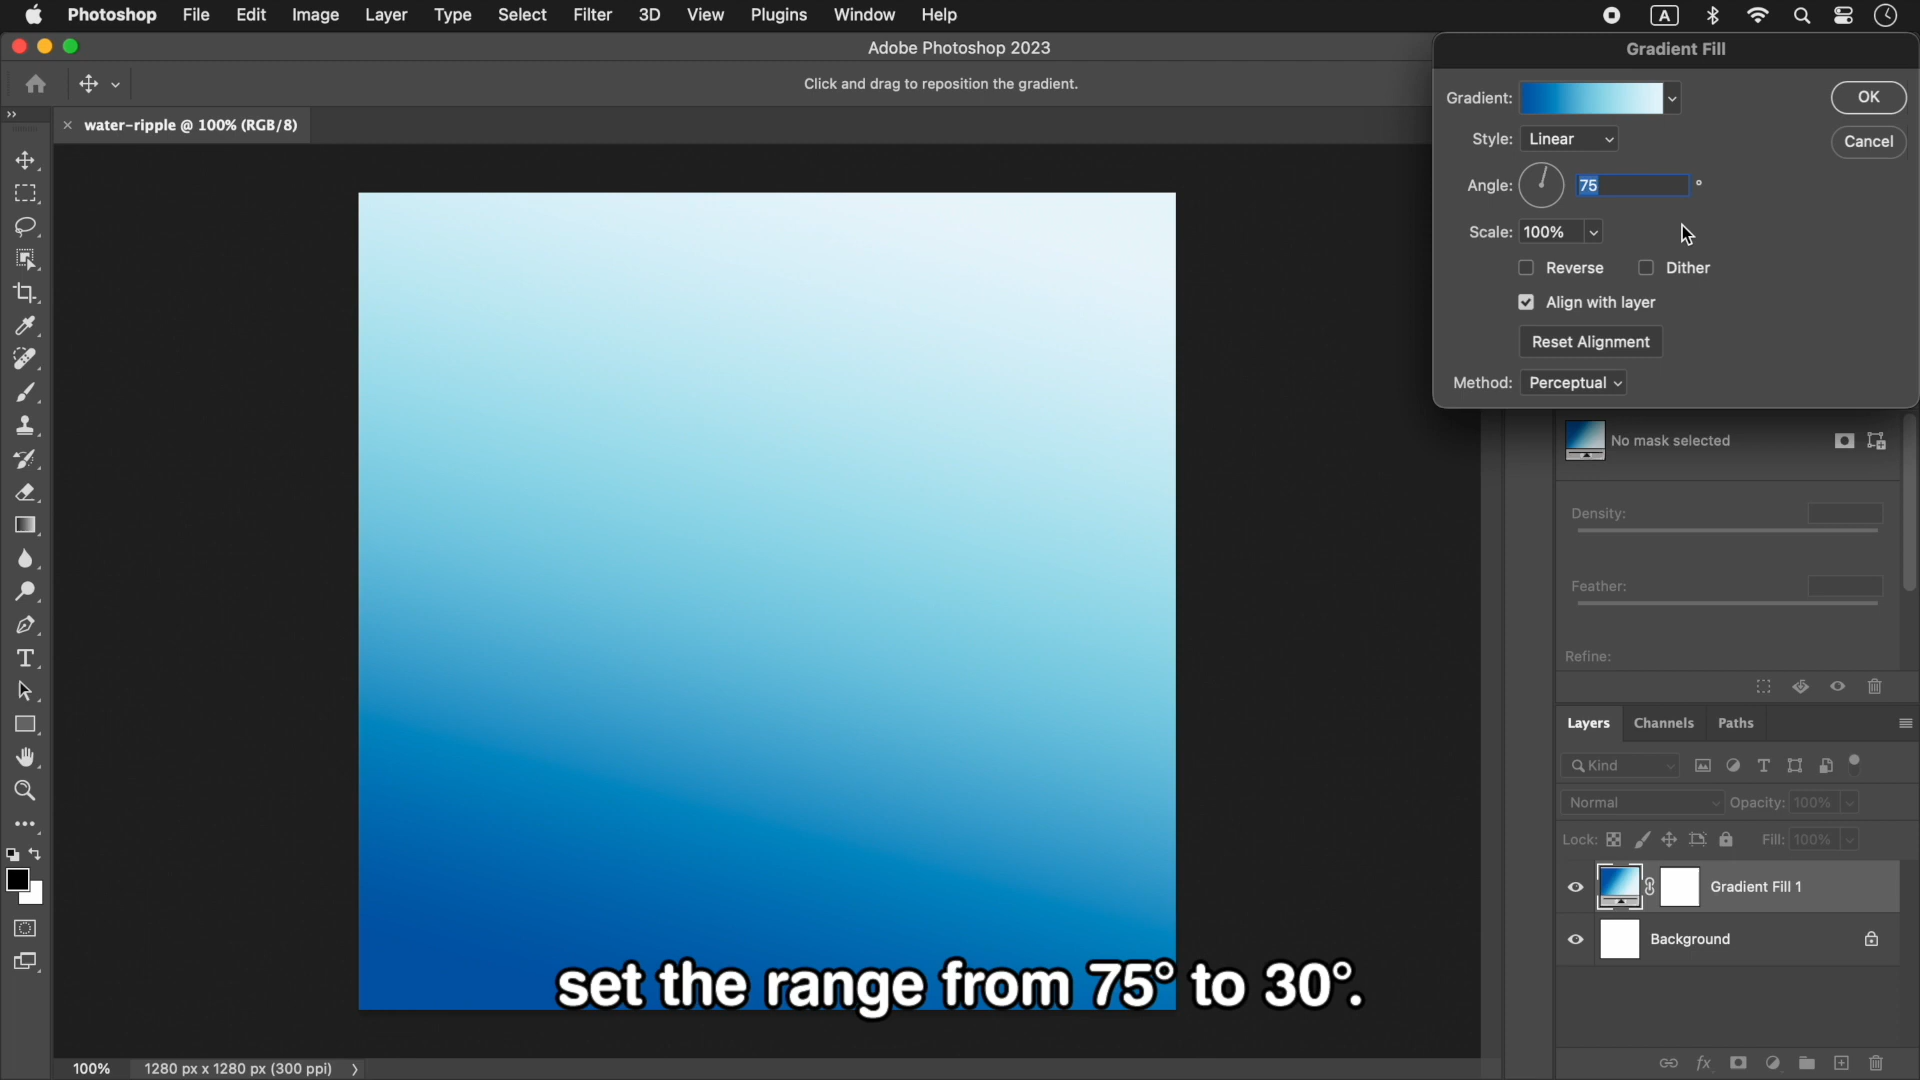 Photoshop File Edit Image Layer Type Select Filter 3D View Plugins Window Help A
Adobe Photoshop 2023
Click and drag to reposition the gradient.
× water-ripple @ 100% (RGB/8)
Gradient Fill
Gradient:
OK
Style: Linear
Cancel
Angle: 75 °
Scale: 100%
Reverse Dither
Align with layer
Reset Alignment
Method: Perceptual
No mask selected
Density:
Feather:
Refine:
Layers Channels Paths
Kind
Normal Opacity: 100%
Lock: Fill: 100%
Gradient Fill 1
Background
set the range from 75° to 30°.
100% 1280 px x 1280 px (300 ppi)
fx